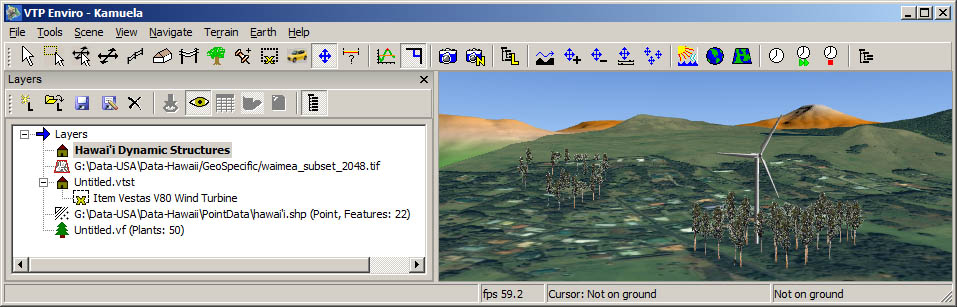 VTP Enviro - Kamuela
File Tools Scene View Navigate Terrain Earth Help
Layers
Layers
Hawai'i Dynamic Structures
G:\Data-USA\Data-Hawaii/GeoSpecific/waimea_subset_2048.tif
Untitled.vtst
Item Vestas V80 Wind Turbine
G:\Data-USA\Data-Hawaii\PointData\hawai'i.shp (Point, Features: 22)
Untitled.vf (Plants: 50)
fps 59.2 Cursor: Not on ground Not on ground